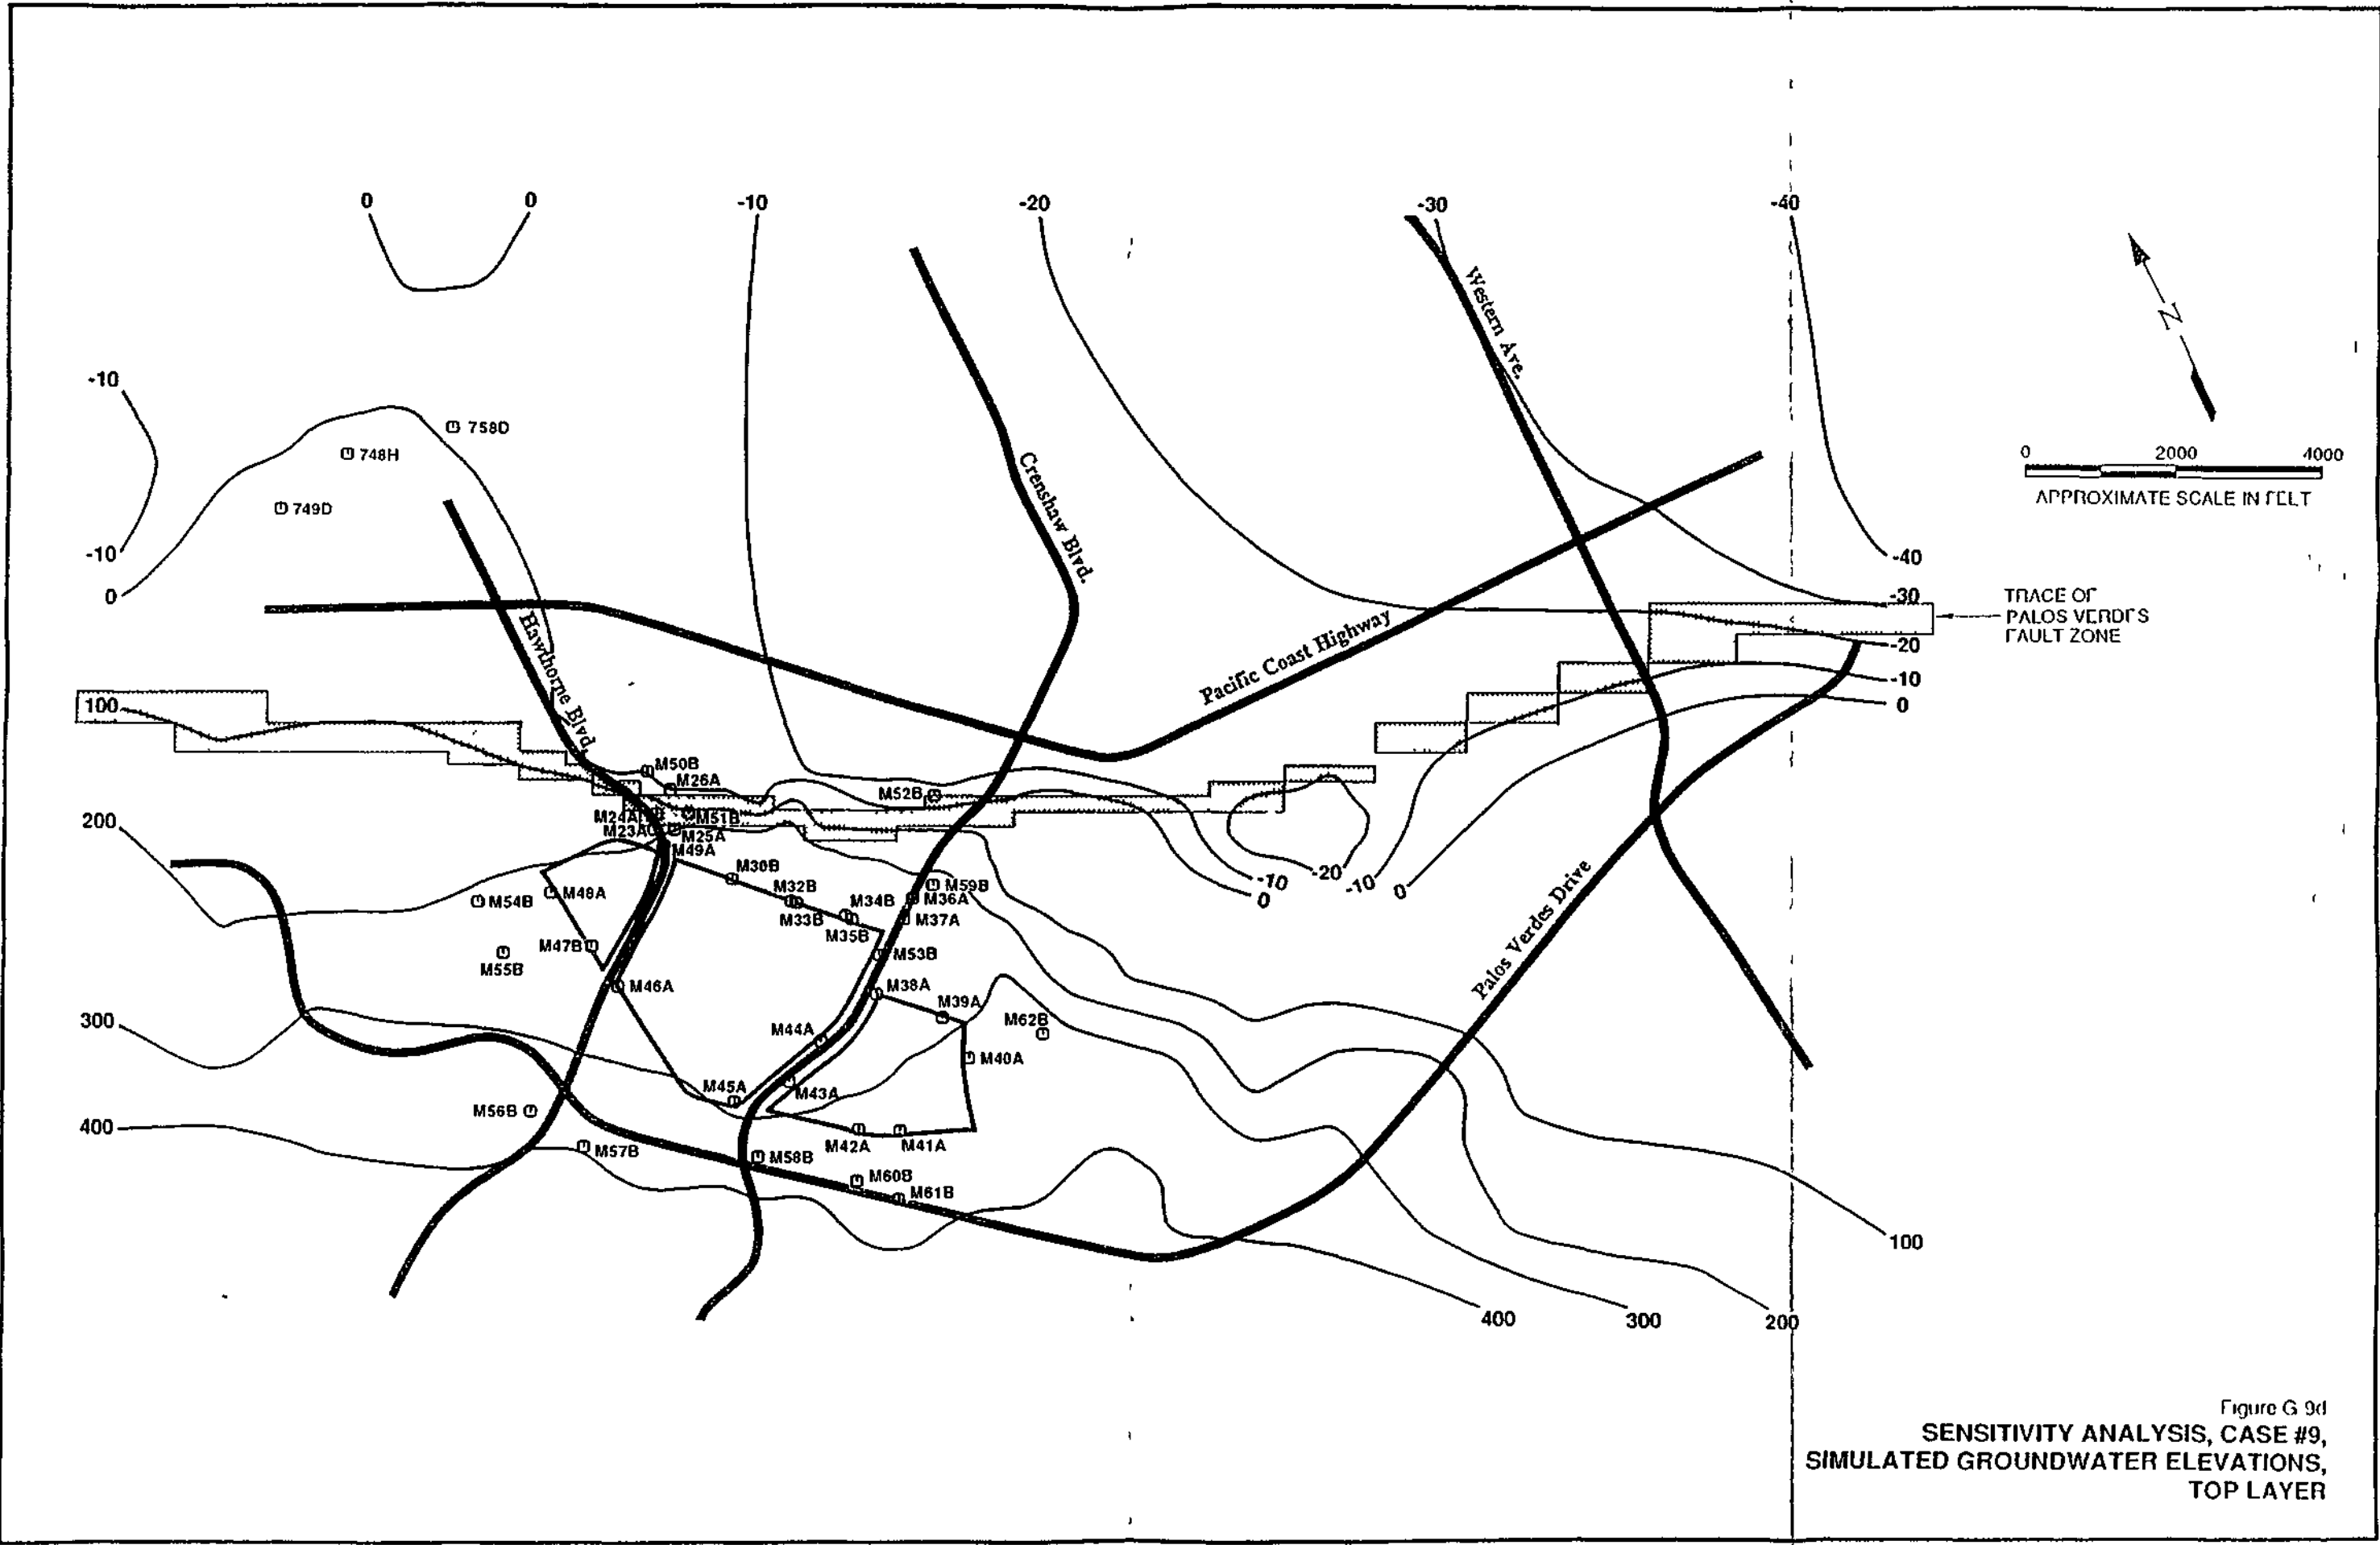 0
0
-10
-20
-30
-40
Western Ave.
N
-10
758D
748H
749D
-10
0
Crenshaw Blvd.
0 2000 4000
APPROXIMATE SCALE IN FEET
-40
-30
TRACE OF
PALOS VERDES
FAULT ZONE
-20
-10
0
Hawthorne Blvd.
Pacific Coast Highway
100
M50B
M26A
M52B
M24A
M51B
M23A
M25A
M49A
200
M30B
M32B
M33B
M34B
M35B
M59B
M36A
M37A
-10
0
-20
-10
0
M54B
M48A
M47B
M55B
M53B
Palos Verdes Drive
M46A
M38A
M39A
M62B
300
M44A
M40A
M45A
M43A
M56B
400
M57B
M42A
M41A
M58B
M60B
M61B
100
400
300
200
Figure G 9d
SENSITIVITY ANALYSIS, CASE #9,
SIMULATED GROUNDWATER ELEVATIONS,
TOP LAYER